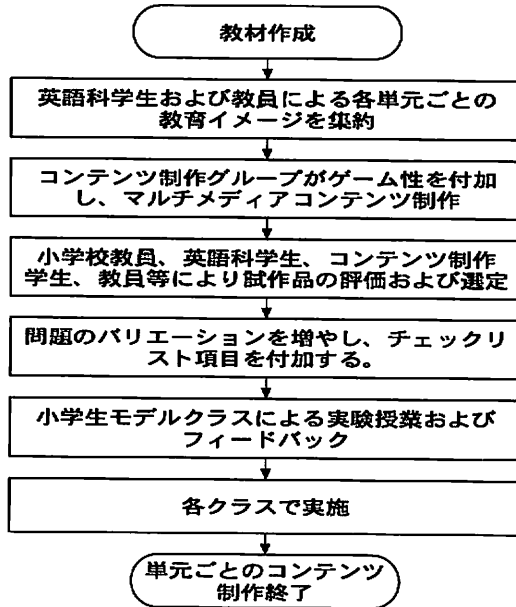 教材作成
英語科学生および教員による各単元ごとの
教育イメージを集約
コンテンツ制作グループがゲーム性を付加
し、マルチメディアコンテンツ制作
小学校教員、英語科学生、コンテンツ制作
学生、教員等により試作品の評価および選定
問題のバリエーションを増やし、チェックリ
スト項目を付加する。
小学生モデルクラスによる実験授業および
フィードバック
各クラスで実施
単元ごとのコンテンツ
制作終了